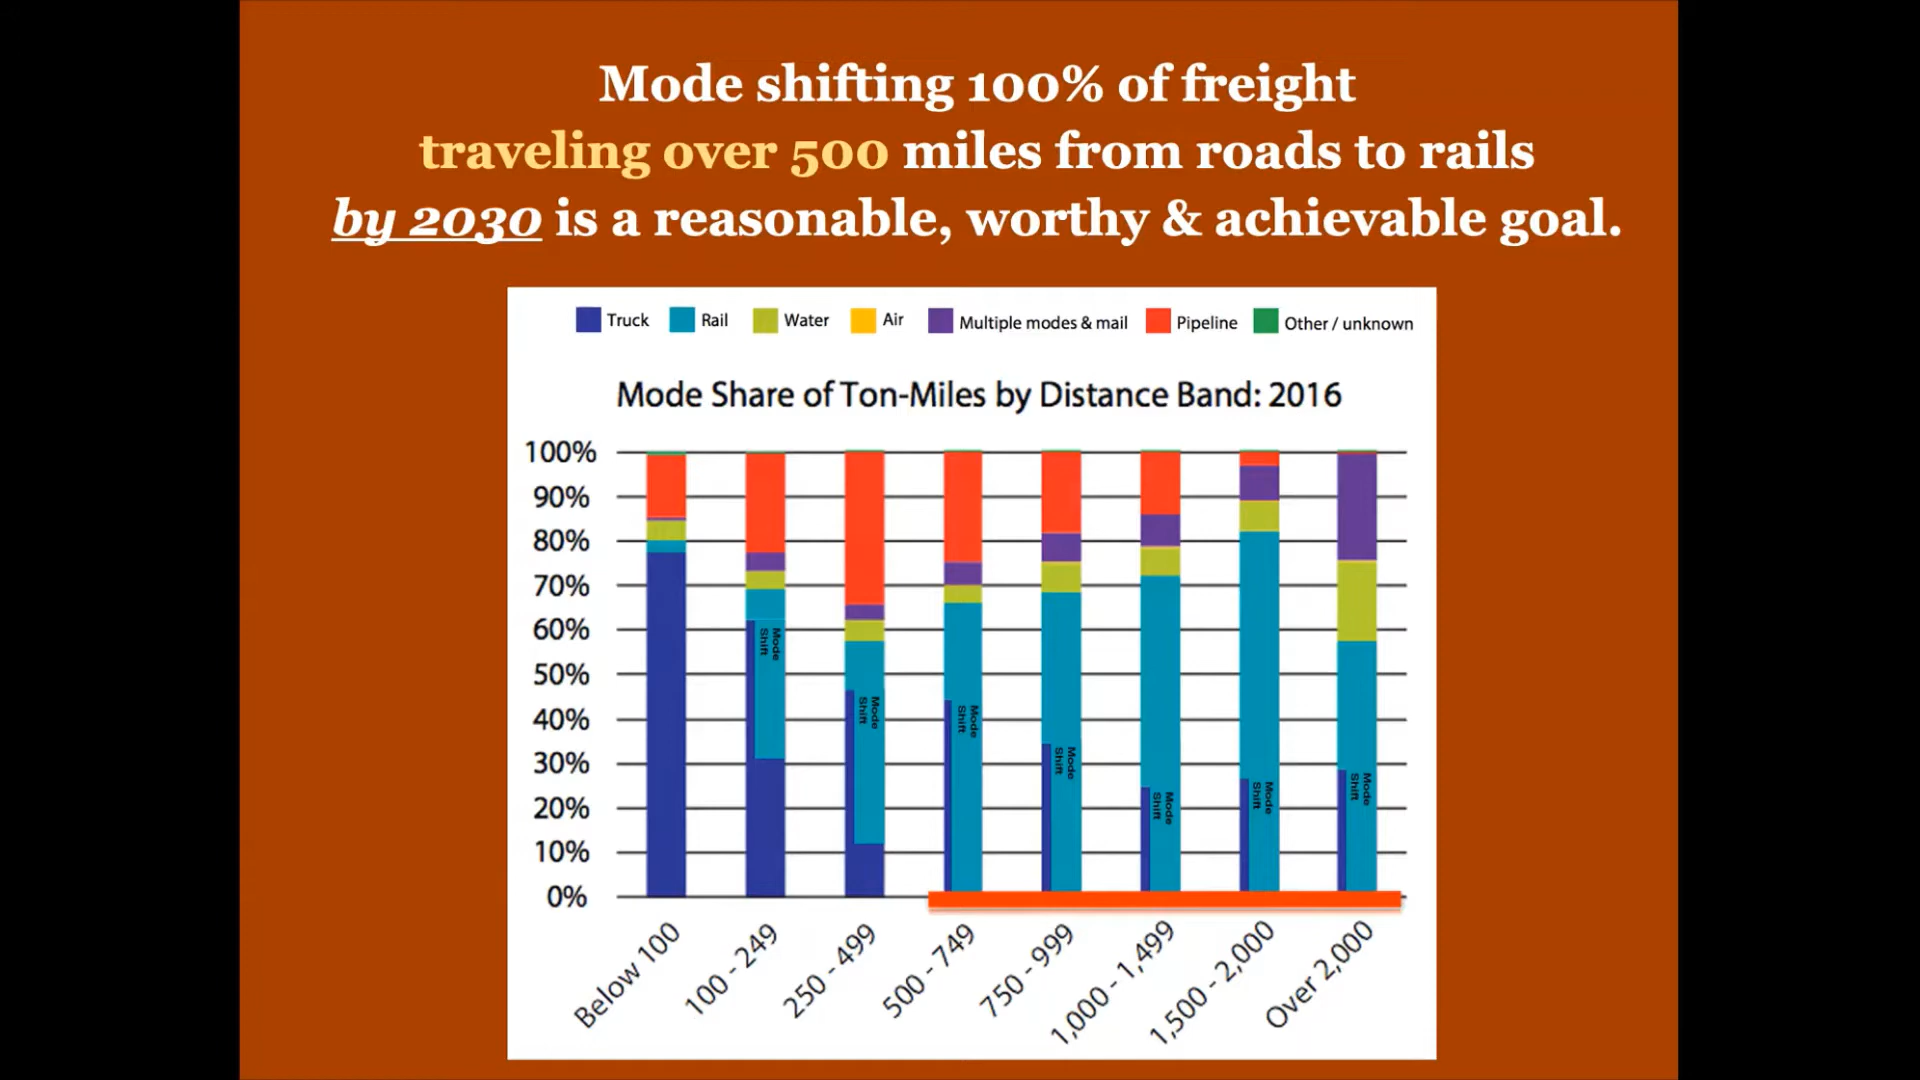 Mode shifting 100% of freight
traveling over 500 miles from roads to rails
by 2030 is a reasonable, worthy & achievable goal.
Truck Rail Water Air Multiple modes & mail Pipeline Other / unknown
Mode Share of Ton-Miles by Distance Band: 2016
100%
90%
80%
70%
60%
50%
40%
30%
20%
10%
0%
Mode
Shift
Mode
Shift
Mode
Shift
Mode
Shift
Mode
Shift
Mode
Shift
Mode
Shift
Below 100
100 - 249
250 - 499
500 - 749
750 - 999
1,000 - 1,499
1,500 - 2,000
Over 2,000